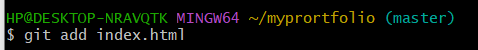 HP@DESKTOP-NRAVQTK MINGW64 ~/myprortfolio (master)
$ git add index.html